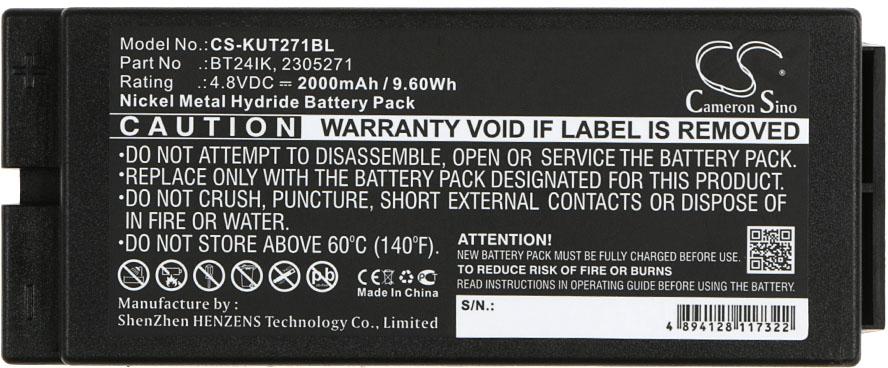 Model No.:CS-KUT271BL
Part No .:BT24IK, 2305271
Rating .:4.8VDC ⎓ 2000mAh / 9.60Wh
Nickel Metal Hydride Battery Pack
CS
Cameron Sino
CAUTION WARRANTY VOID IF LABEL IS REMOVED
•DO NOT ATTEMPT TO DISASSEMBLE, OPEN OR SERVICE THE BATTERY PACK.
•REPLACE ONLY WITH THE BATTERY PACK DESIGNATED FOR THIS PRODUCT.
•DO NOT CRUSH, PUNCTURE, SHORT EXTERNAL CONTACTS OR DISPOSE OF
IN FIRE OR WATER.
•DO NOT STORE ABOVE 60°C (140°F).
ATTENTION!
NEW BATTERY PACK MUST BE FULLY CHARGED BEFORE USE.
TO REDUCE RISK OF FIRE OR BURNS
READ INSTRUCTIONS IN OPERATING GUIDE BEFORE USING THE BATTERY.
Pb
CE
Made In China
Manufacture by :
ShenZhen HENZENS Technology Co., Limited
S/N.:
4 894128 117322